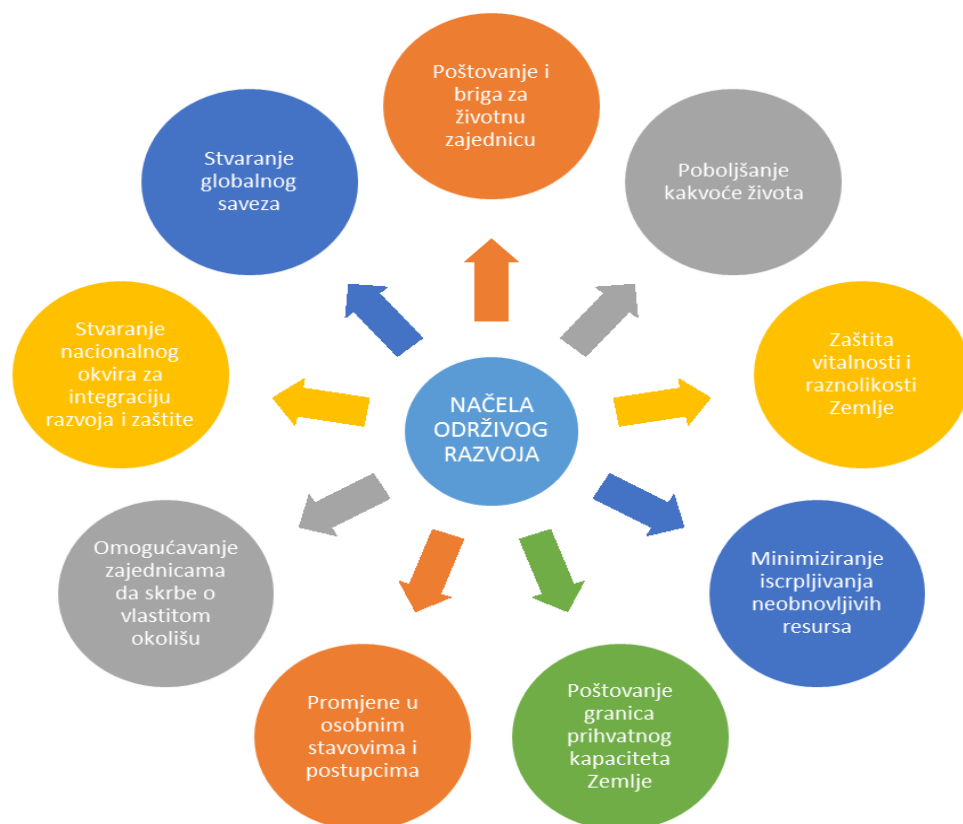 Poštovanje i
briga za
životnu
zajednicu
Poboljšanje
kakvoće života
Zaštita
vitalnosti i
raznolikosti
Zemlje
Minimiziranje
iscrpljivanja
neobnovljivih
resursa
Poštovanje
granica
prihvatnog
kapaciteta
Zemlje
Promjene u
osobnim
stavovima i
postupcima
Omogućavanje
zajednicama
da skrbe o
vlastitom
okolišu
Stvaranje
nacionalnog
okvira za
integraciju
razvoja i zaštite
Stvaranje
globalnog
saveza
NAČELA
ODRŽIVOG
RAZVOJA